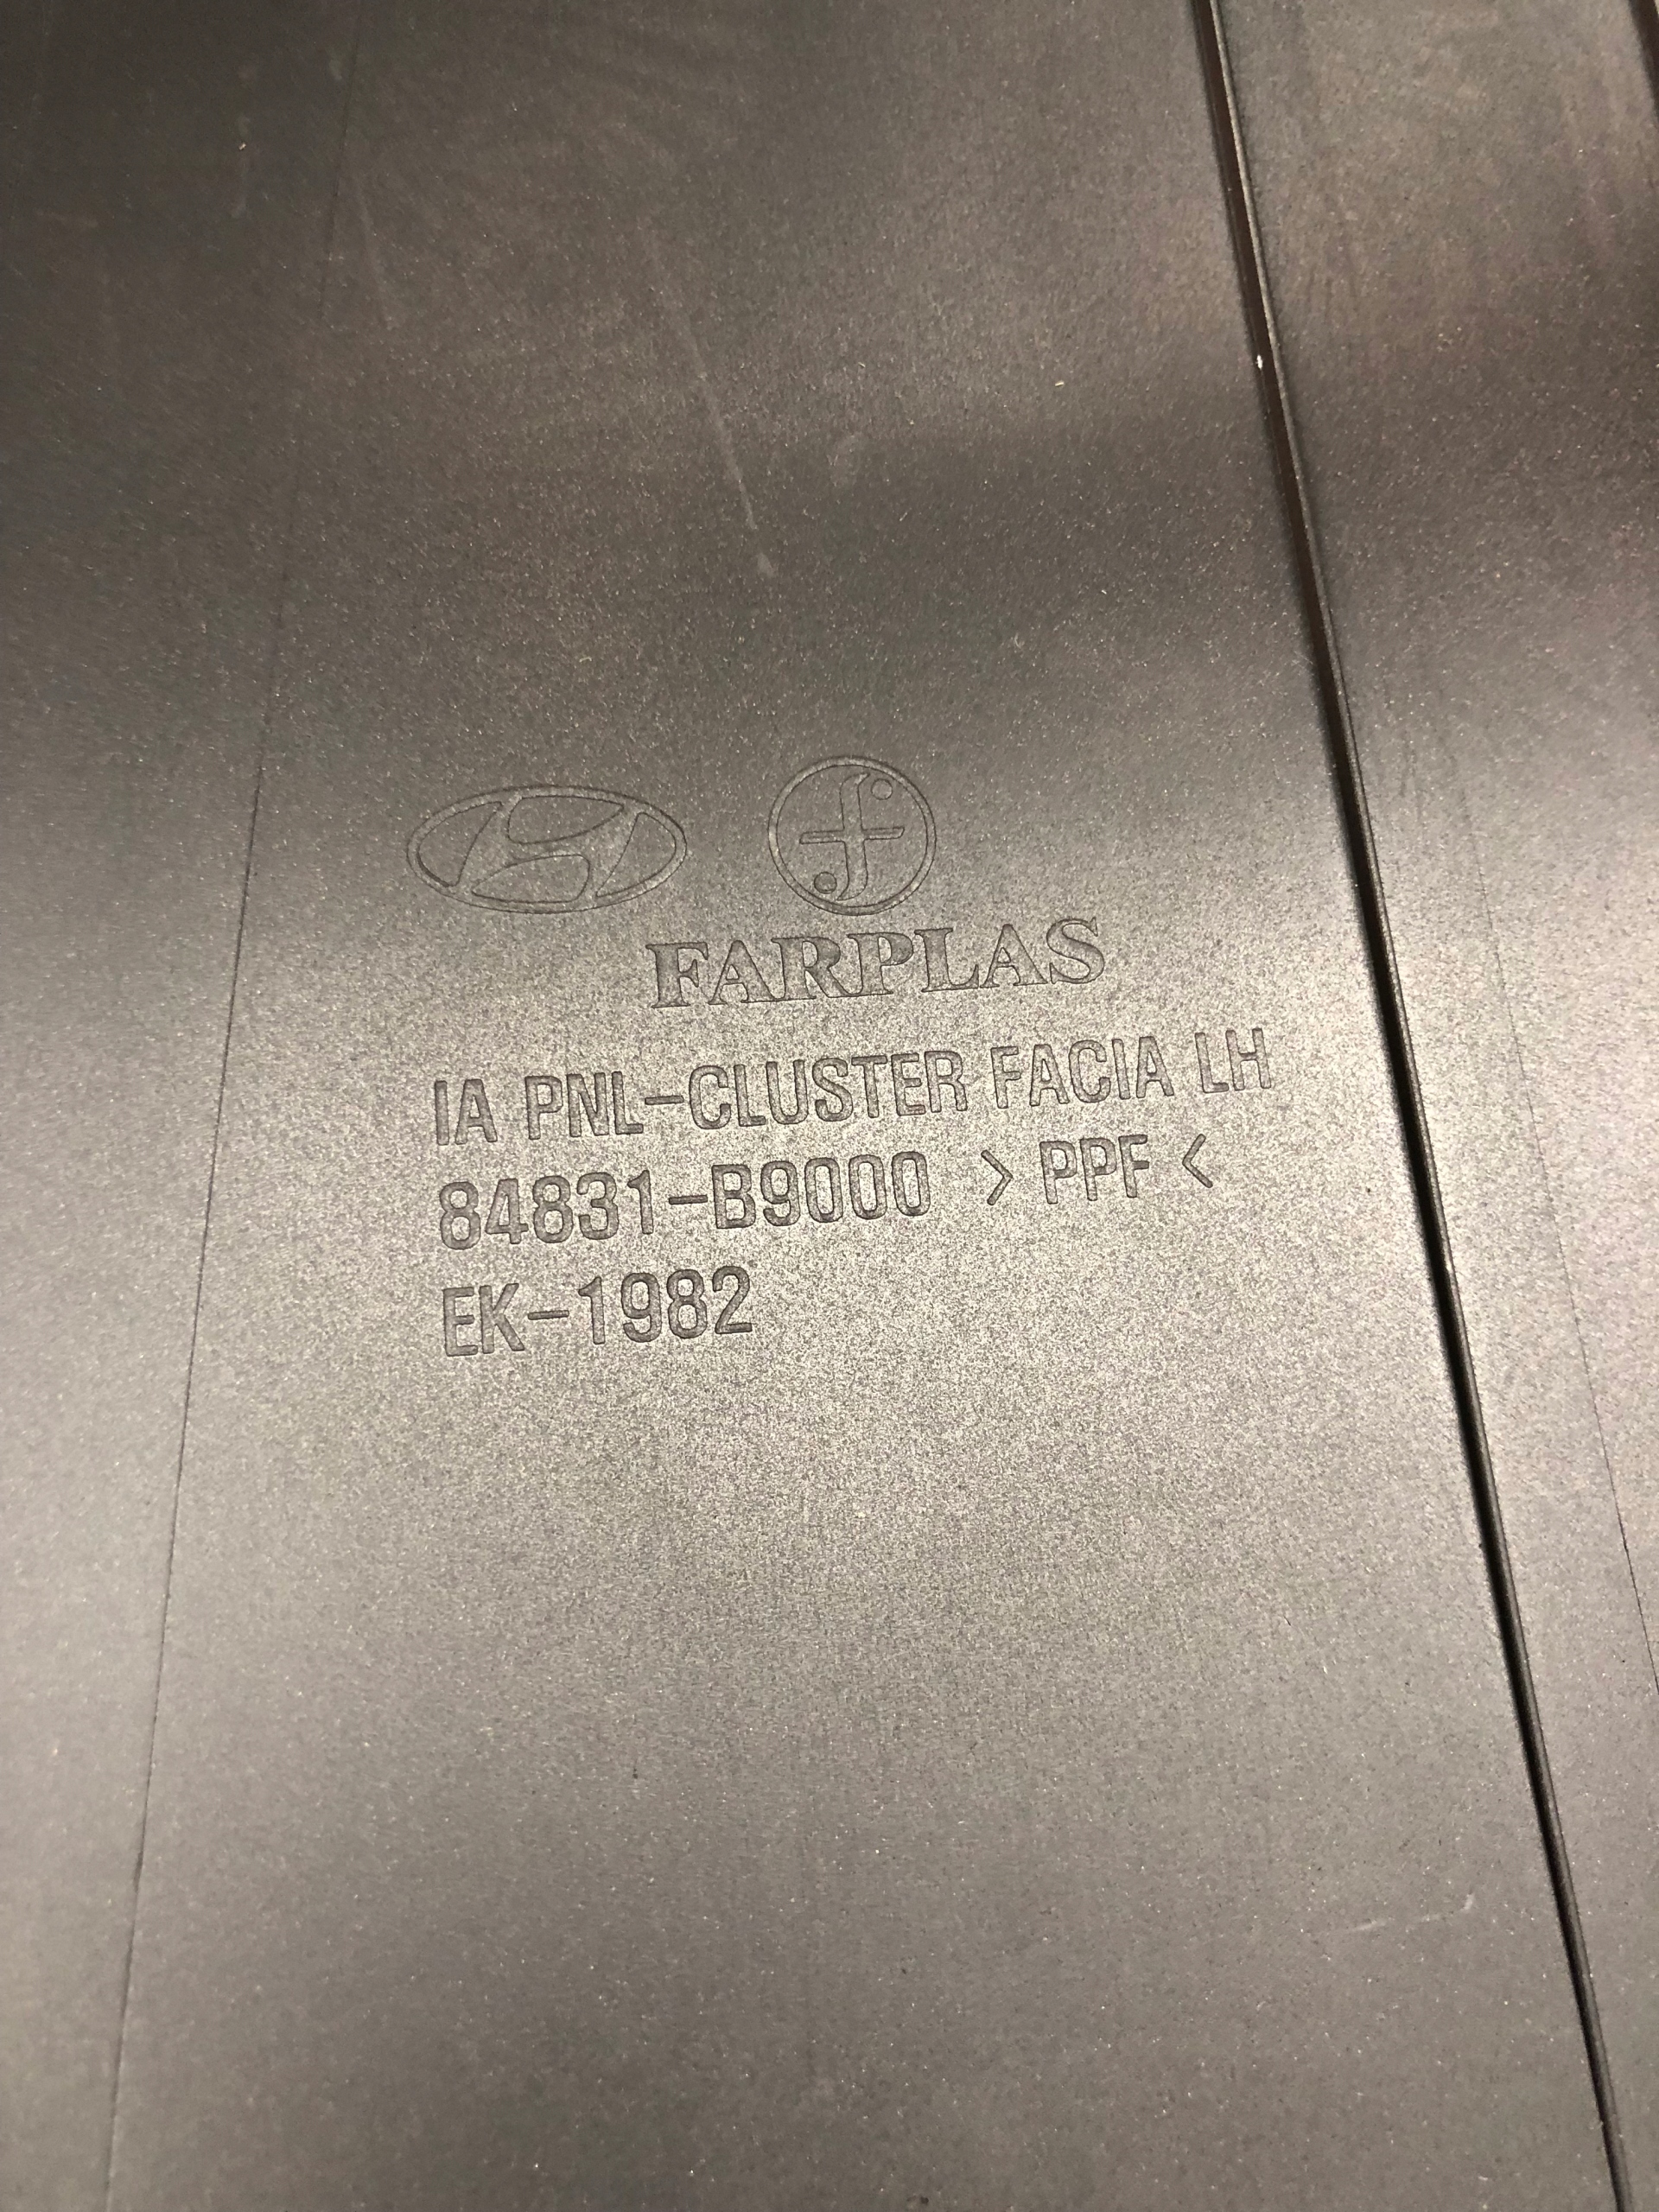 FARPLAS
IA PNL-CLUSTER FACIA LH
84831-B9000 > PPF <
EK-1982